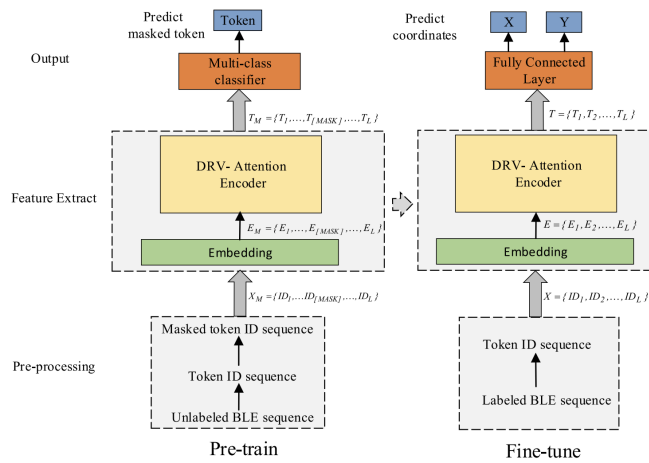 Predict
masked token
Token
Predict
coordinates
X
Y
Output
Multi-class
classifier
Fully Connected
Layer
T_M = {T_1,...,T_[MASK],...,T_L}
T = {T_1,T_2,...,T_L}
Feature Extract
DRV- Attention
Encoder
DRV- Attention
Encoder
E_M = {E_1,...,E_[MASK],...,E_L}
E = {E_1,E_2,...,E_L}
Embedding
Embedding
X_M = {ID_1,...ID_[MASK],...,ID_L}
X = {ID_1,ID_2,...,ID_L}
Pre-processing
Masked token ID sequence
Token ID sequence
Unlabeled BLE sequence
Token ID sequence
Labeled BLE sequence
Pre-train
Fine-tune